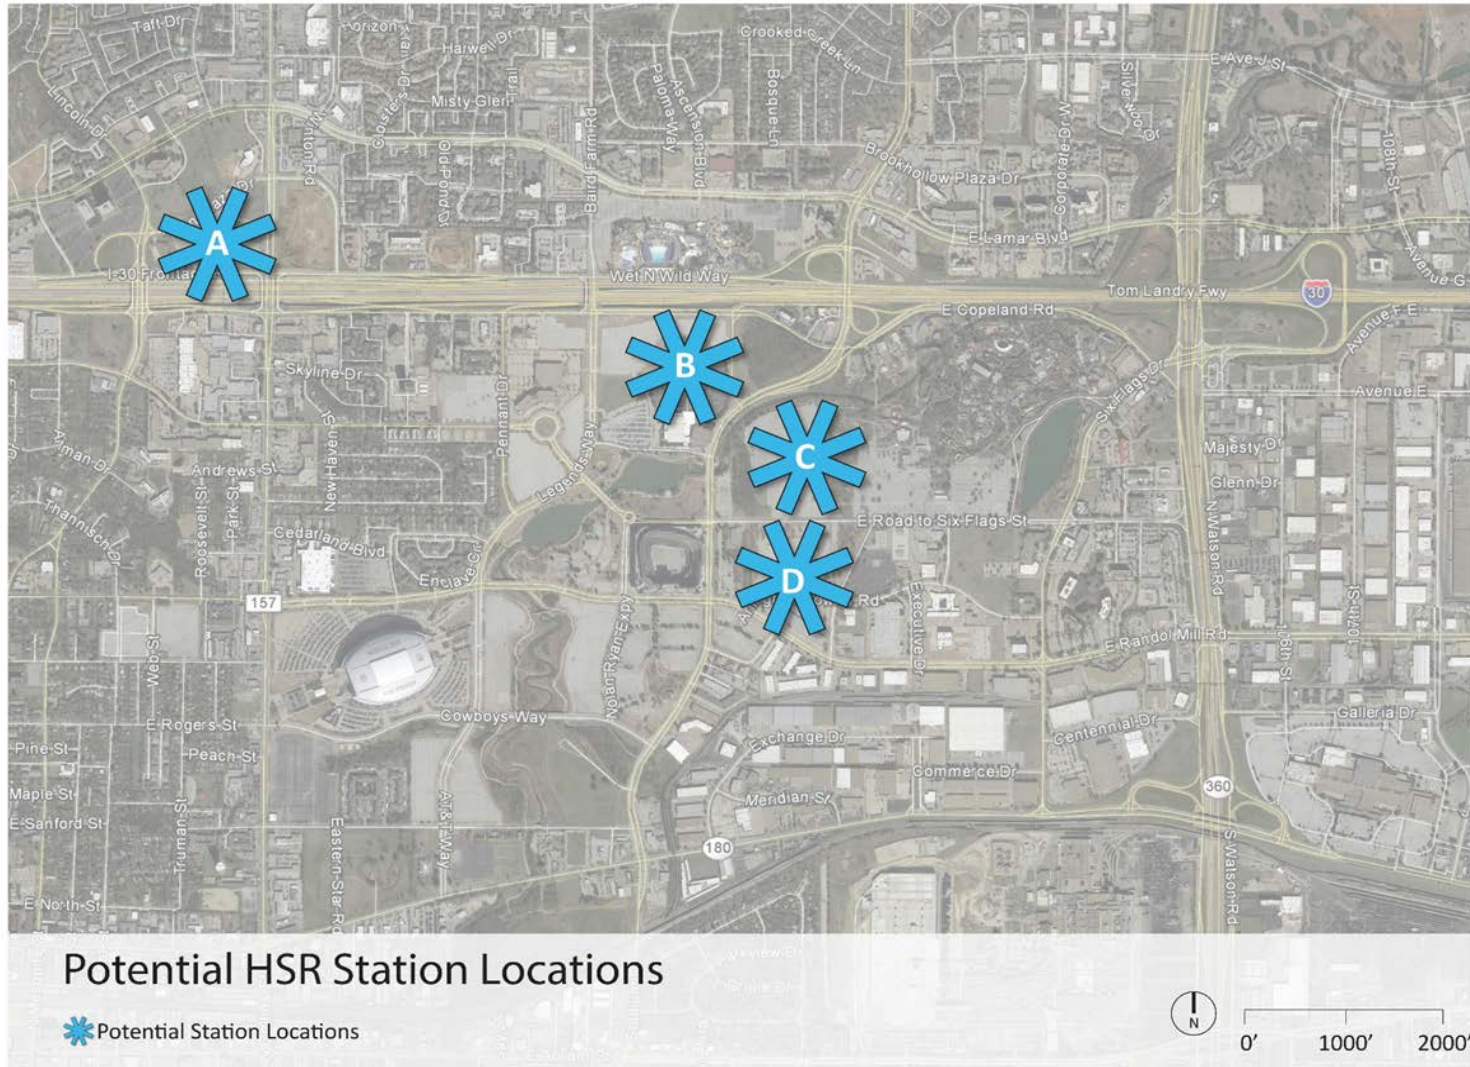 Taft Dr
Horizon
Harwell Dr
Crooked Creek Ln
E Ave J St
Lincoln Dr
Misty Glen
Trail
Baird Farm Rd
Paloma Way
Ascension Blvd
Bosque Ln
Corporate Dr W
Silverwood Dr
108th St
Old Pond Dr
Brookhollow Plaza Dr
A
E Lamar Blvd
Avenue G
I-30 Frontage
Wet N Wild Way
Tom Landry Fwy
30
E Copeland Rd
Avenue F E
B
Skyline Dr
Pennant Dr
Six Flags Dr
Avenue E
New Haven St
Legends Way
C
Majesty Dr
Andrews St
Glenn Dr
Roosevelt St
Park St
Thannisch Dr
Cedarland Blvd
E Road to Six Flags St
N Watson Rd
Enclave Cir
D
157
Executive Dr
107th St
106th St
E Randol Mill Rd
Web St
Nolan Ryan Expy
E Rogers St
Cowboys Way
Galleria Dr
Pine St
Peach St
Exchange Dr
Centennial Dr
Commerce Dr
Maple St
Meridian St
360
E Sanford St
Truman St
Eastern Star Rd
AT&T Way
180
S Watson Rd
E North St
Potential HSR Station Locations
Potential Station Locations
N
0' 1000' 2000'